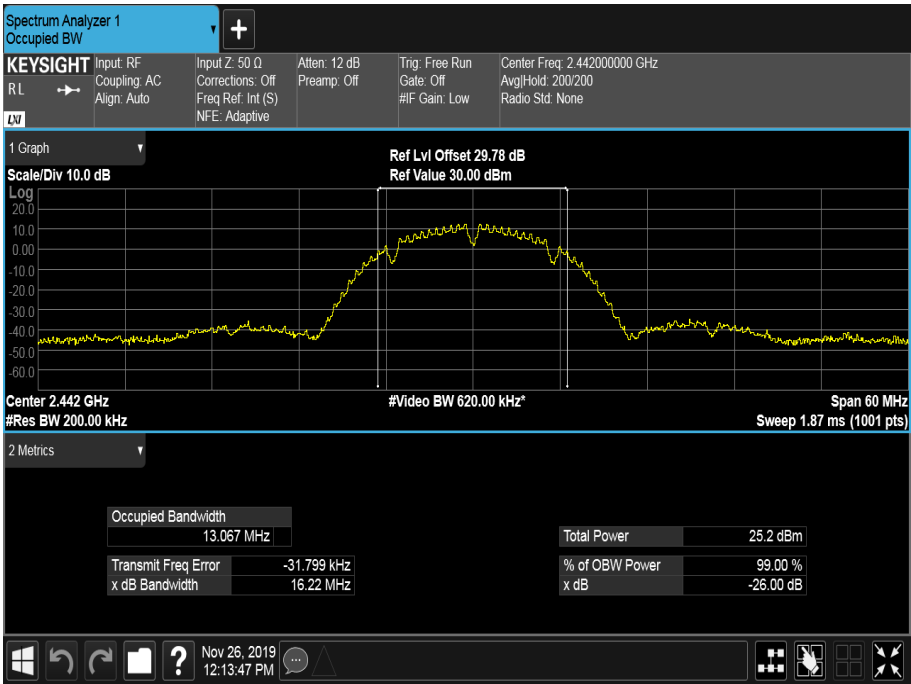 Spectrum Analyzer 1
Occupied BW
+
KEYSIGHT
R L
LXI
Input: RF
Coupling: AC
Align: Auto
Input Z: 50 Ω
Corrections: Off
Freq Ref: Int (S)
NFE: Adaptive
Atten: 12 dB
Preamp: Off
Trig: Free Run
Gate: Off
#IF Gain: Low
Center Freq: 2.442000000 GHz
Avg|Hold: 200/200
Radio Std: None
1 Graph
Scale/Div 10.0 dB
Ref Lvl Offset 29.78 dB
Ref Value 30.00 dBm
Log
20.0
10.0
0.00
-10.0
-20.0
-30.0
-40.0
-50.0
-60.0
Center 2.442 GHz
#Video BW 620.00 kHz*
Span 60 MHz
#Res BW 200.00 kHz
Sweep 1.87 ms (1001 pts)
2 Metrics
Occupied Bandwidth
13.067 MHz
Total Power 25.2 dBm
Transmit Freq Error -31.799 kHz
% of OBW Power 99.00 %
x dB Bandwidth 16.22 MHz
x dB -26.00 dB
?
Nov 26, 2019
12:13:47 PM